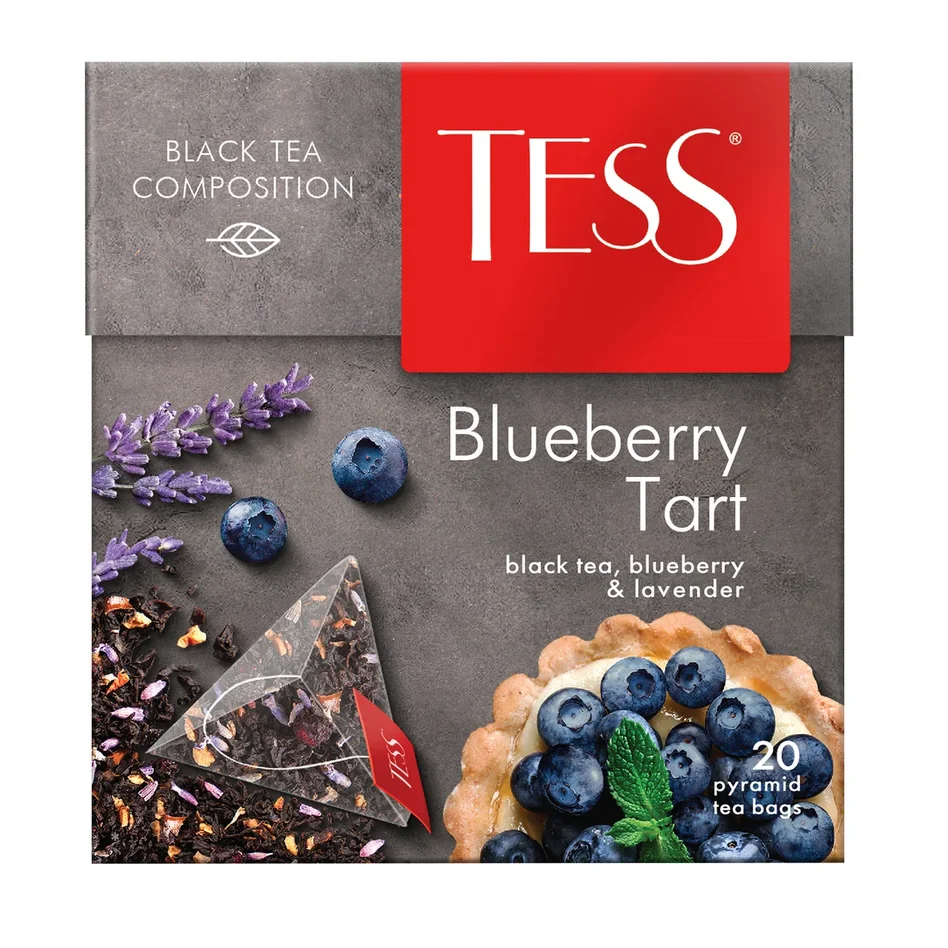 BLACK TEA
COMPOSITION
TESS®
Blueberry
Tart
black tea, blueberry
& lavender
TESS
20
pyramid
tea bags